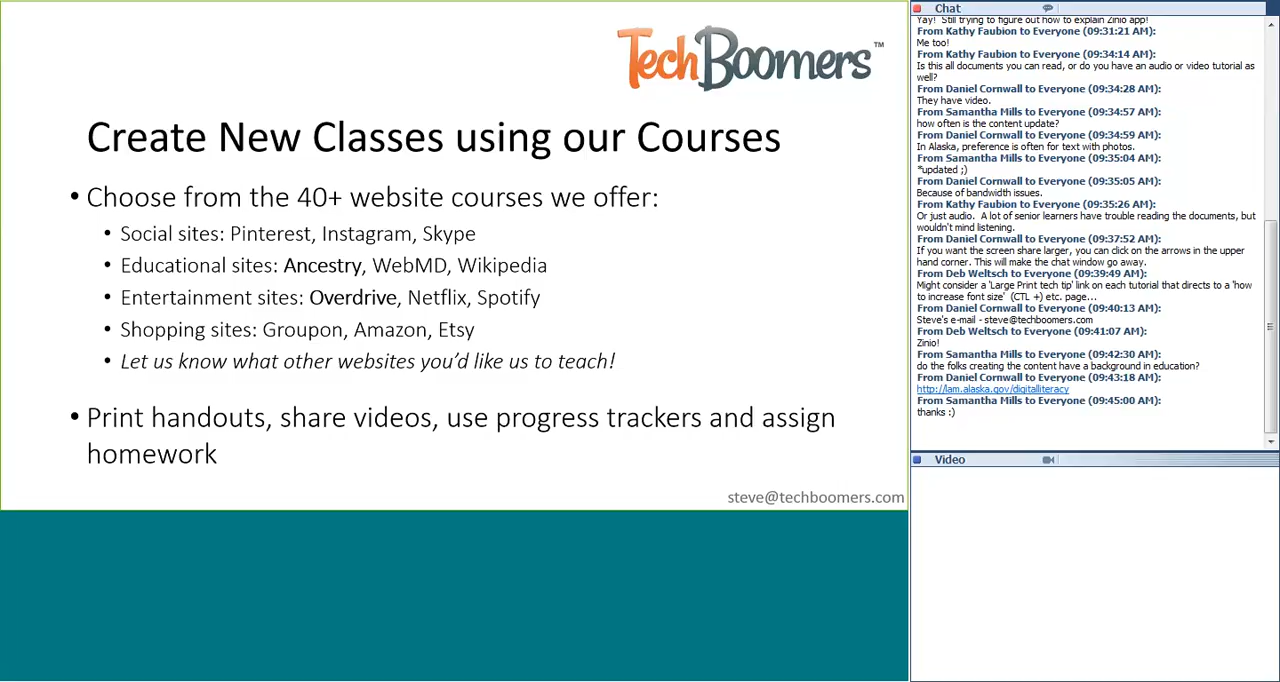 TechBoomers™
Create New Classes using our Courses
• Choose from the 40+ website courses we offer:
• Social sites: Pinterest, Instagram, Skype
• Educational sites: Ancestry, WebMD, Wikipedia
• Entertainment sites: Overdrive, Netflix, Spotify
• Shopping sites: Groupon, Amazon, Etsy
• Let us know what other websites you’d like us to teach!
• Print handouts, share videos, use progress trackers and assign
homework
steve@techboomers.com
Chat
Yay! Still trying to figure out how to explain Zinio app!
From Kathy Faubion to Everyone (09:31:21 AM):
Me too!
From Kathy Faubion to Everyone (09:34:14 AM):
Is this all documents you can read, or do you have an audio or video tutorial as
well?
From Daniel Cornwall to Everyone (09:34:28 AM):
They have video.
From Samantha Mills to Everyone (09:34:57 AM):
how often is the content update?
From Daniel Cornwall to Everyone (09:34:59 AM):
In Alaska, preference is often for text with photos.
From Samantha Mills to Everyone (09:35:04 AM):
*updated ;)
From Daniel Cornwall to Everyone (09:35:05 AM):
Because of bandwidth issues.
From Kathy Faubion to Everyone (09:35:26 AM):
Or just audio. A lot of senior learners have trouble reading the documents, but
wouldn't mind listening.
From Daniel Cornwall to Everyone (09:37:52 AM):
If you want the screen share larger, you can click on the arrows in the upper
hand corner. This will make the chat window go away.
From Deb Weltsch to Everyone (09:39:49 AM):
Might consider a 'Large Print tech tip' link on each tutorial that directs to a 'how
to increase font size' (CTL +) etc. page...
From Daniel Cornwall to Everyone (09:40:13 AM):
Steve's e-mail - steve@techboomers.com
From Deb Weltsch to Everyone (09:41:07 AM):
Zinio!
From Samantha Mills to Everyone (09:42:30 AM):
do the folks creating the content have a background in education?
From Daniel Cornwall to Everyone (09:43:18 AM):
http://lam.alaska.gov/digitalliteracy
From Samantha Mills to Everyone (09:45:00 AM):
thanks :)
Video